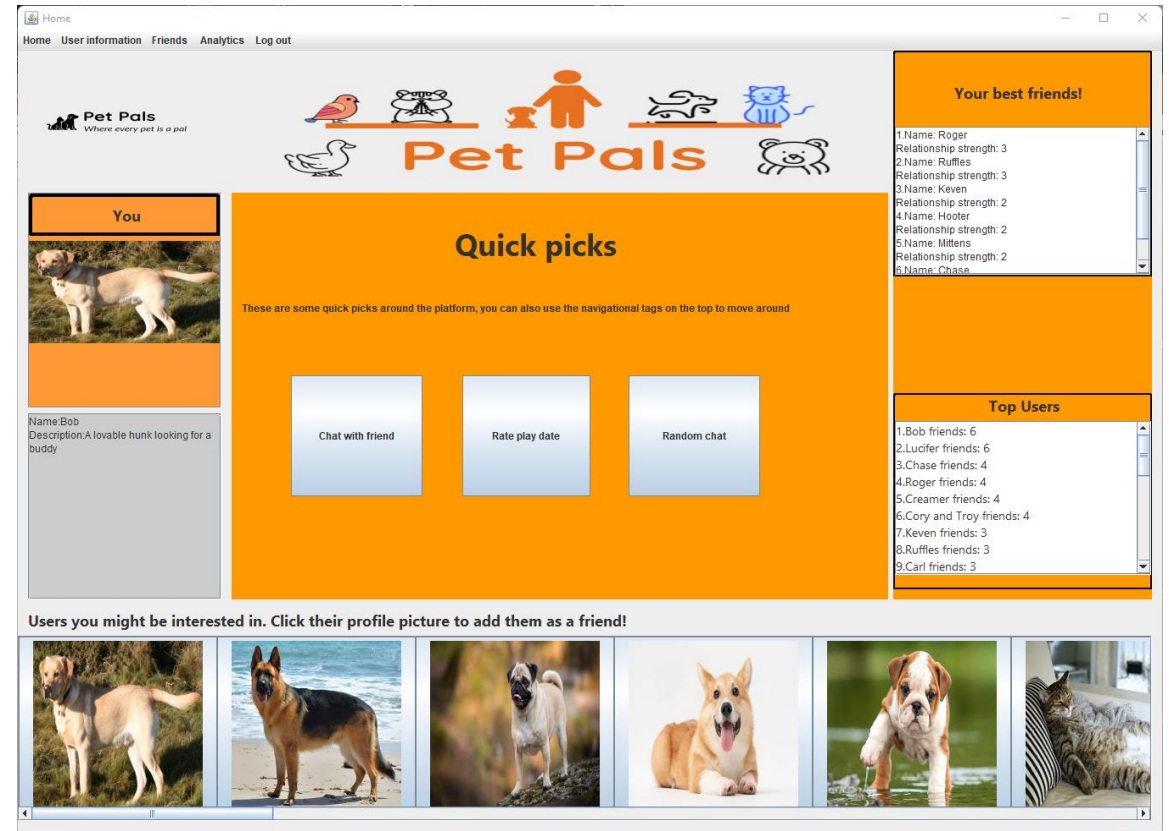 Home
Home User information Friends Analytics Log out
Pet Pals
Where every pet is a pal
Pet Pals
Your best friends!
1.Name: Roger
Relationship strength: 3
2.Name: Ruffles
Relationship strength: 3
3.Name: Keven
Relationship strength: 2
4.Name: Hooter
Relationship strength: 2
5.Name: Mittens
Relationship strength: 2
6.Name: Chase
You
Name:Bob
Description:A lovable hunk looking for a
buddy
Quick picks
These are some quick picks around the platform, you can also use the navigational tags on the top to move around
Chat with friend
Rate play date
Random chat
Top Users
1.Bob friends: 6
2.Lucifer friends: 6
3.Chase friends: 4
4.Roger friends: 4
5.Creamer friends: 4
6.Cory and Troy friends: 4
7.Keven friends: 3
8.Ruffles friends: 3
9.Carl friends: 3
Users you might be interested in. Click their profile picture to add them as a friend!